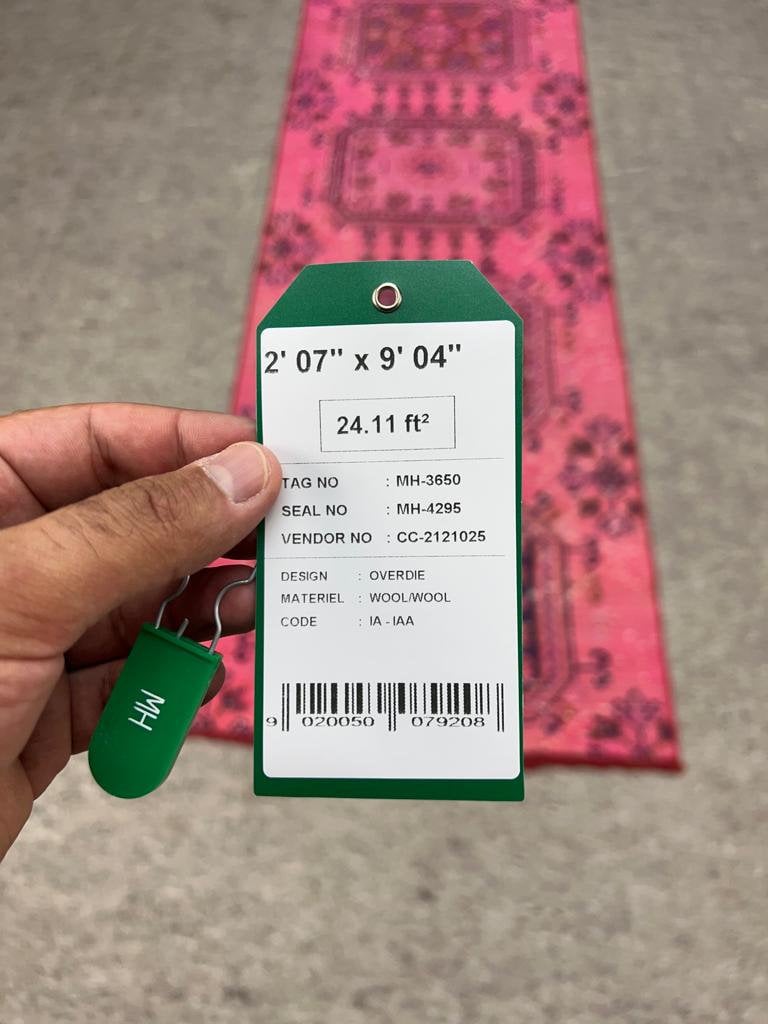 2' 07" x 9' 04"
24.11 ft²
TAG NO : MH-3650
SEAL NO : MH-4295
VENDOR NO : CC-2121025
DESIGN : OVERDIE
MATERIEL : WOOL/WOOL
CODE : IA - IAA
9 020050 079208
MH